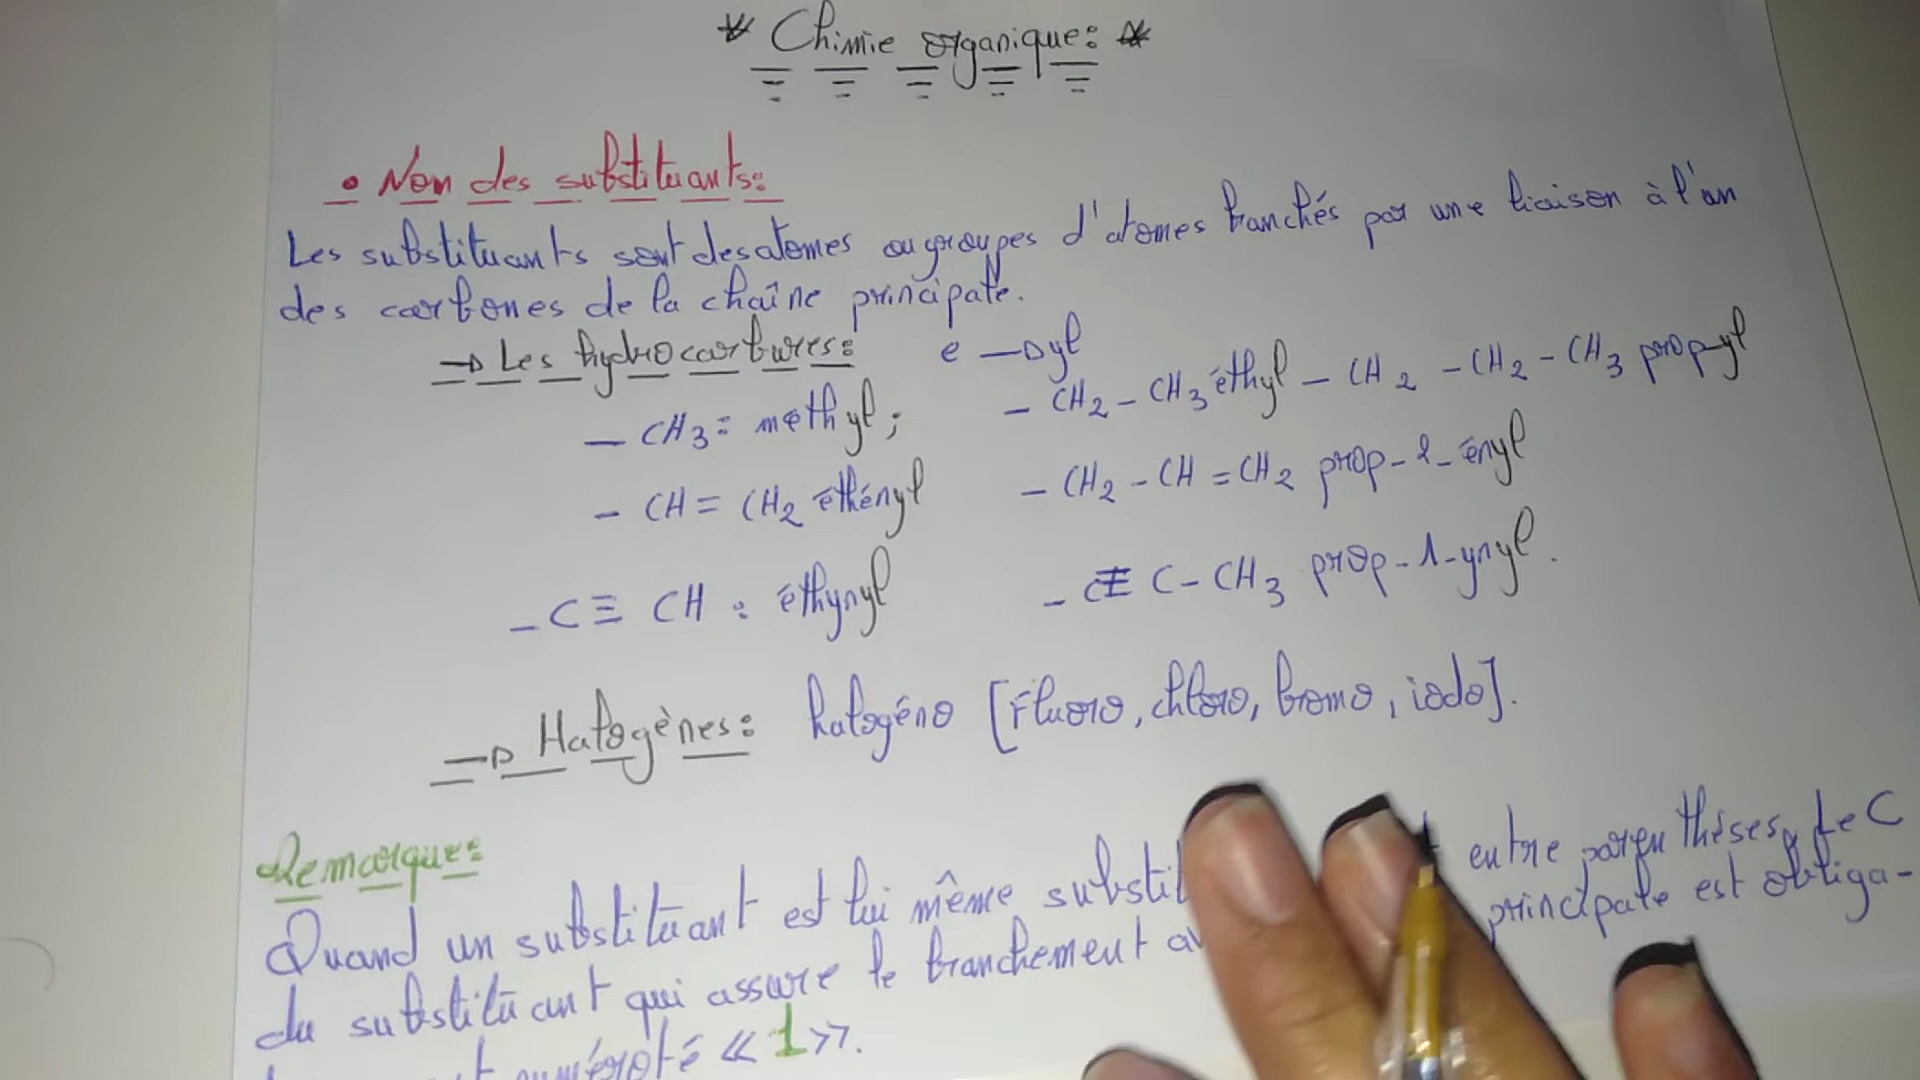 * Chimie organique: *
• Nom des substituants:
Les substituants sont des atomes ou groupes d'atomes branchés par une liaison à l'un
des carbones de la chaîne principale.
→ Les hydrocarbures: e → yl
- CH3: méthyl; - CH2 - CH3 éthyl - CH2 - CH2 - CH3 propyl
- CH = CH2 éthényl - CH2 - CH = CH2 prop-2-ényl
- C ≡ CH : éthynyl - C ≡ C - CH3 prop-1-ynyl.
→ Halogènes: halogéno [Fluoro, chloro, bromo, iodo].
Remarque:
Quand un substituant est lui même entre parenthèses, Le C
du substituant qui assure le branchement principale est obliga-
numéroté « 1 ».